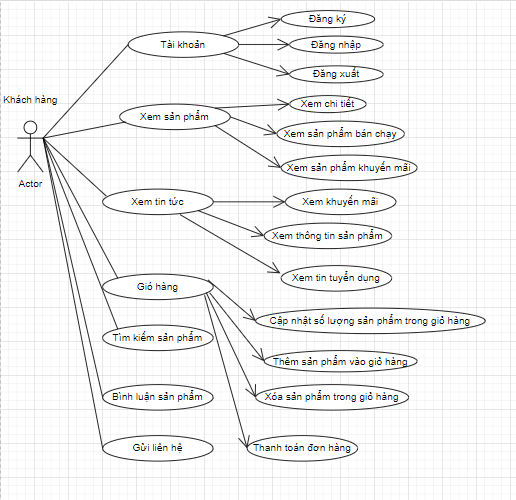 Đăng ký
Tài khoản
Đăng nhập
Đăng xuất
Khách hàng
Xem chi tiết
Xem sản phẩm
Xem sản phẩm bán chạy
Xem sản phẩm khuyến mãi
Actor
Xem tin tức
Xem khuyến mãi
Xem thông tin sản phẩm
Xem tin tuyển dụng
Gió hàng
Cập nhật số lượng sản phẩm trong giỏ hàng
Tìm kiếm sản phẩm
Thêm sản phẩm vào giỏ hàng
Bình luận sản phẩm
Xóa sản phẩm trong giỏ hàng
Gửi liên hệ
Thanh toán đơn hàng